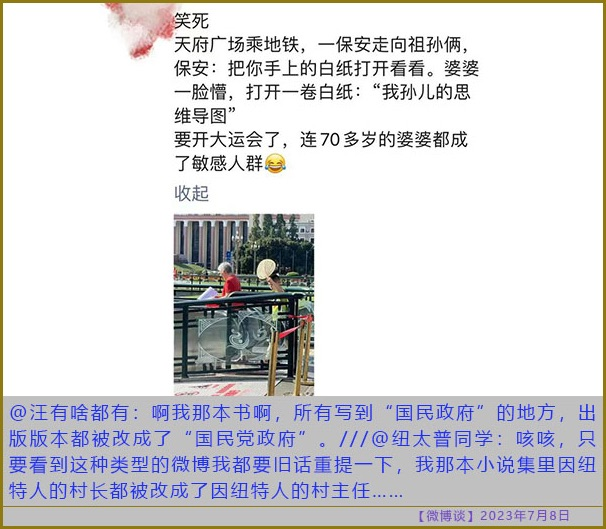 笑死
天府广场乘地铁，一保安走向祖孙俩，
保安：把你手上的白纸打开看看。婆婆
一脸懵，打开一卷白纸：“我孙儿的思
维导图”
要开大运会了，连70多岁的婆婆都成
了敏感人群😂
收起
@汪有啥都有：啊我那本书啊，所有写到“国民政府”的地方，出
版版本都被改成了“国民党政府”。///@纽太普同学：咳咳，只
要看到这种类型的微博我都要旧话重提一下，我那本小说集里因纽
特人的村长都被改成了因纽特人的村主任……
【微博谈】2023年7月8日